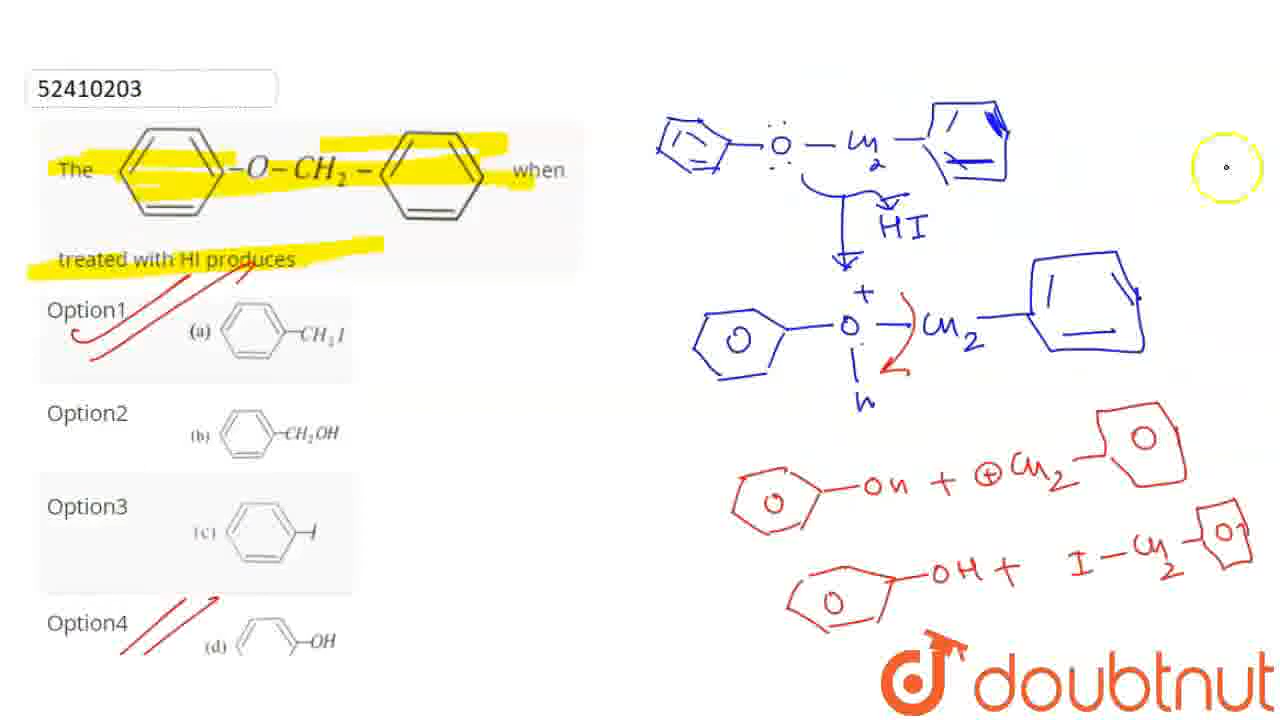 52410203
The -O-CH2- when
treated with HI produces
Option1
(a) -CH2I
Option2
(b) -CH2OH
Option3
(c) -I
Option4
(d) -OH
O - CH2
HI
+
O - O - CH2
H
O - OH + ⊕ CH2 O
O - OH + I - CH2 O
doubtnut